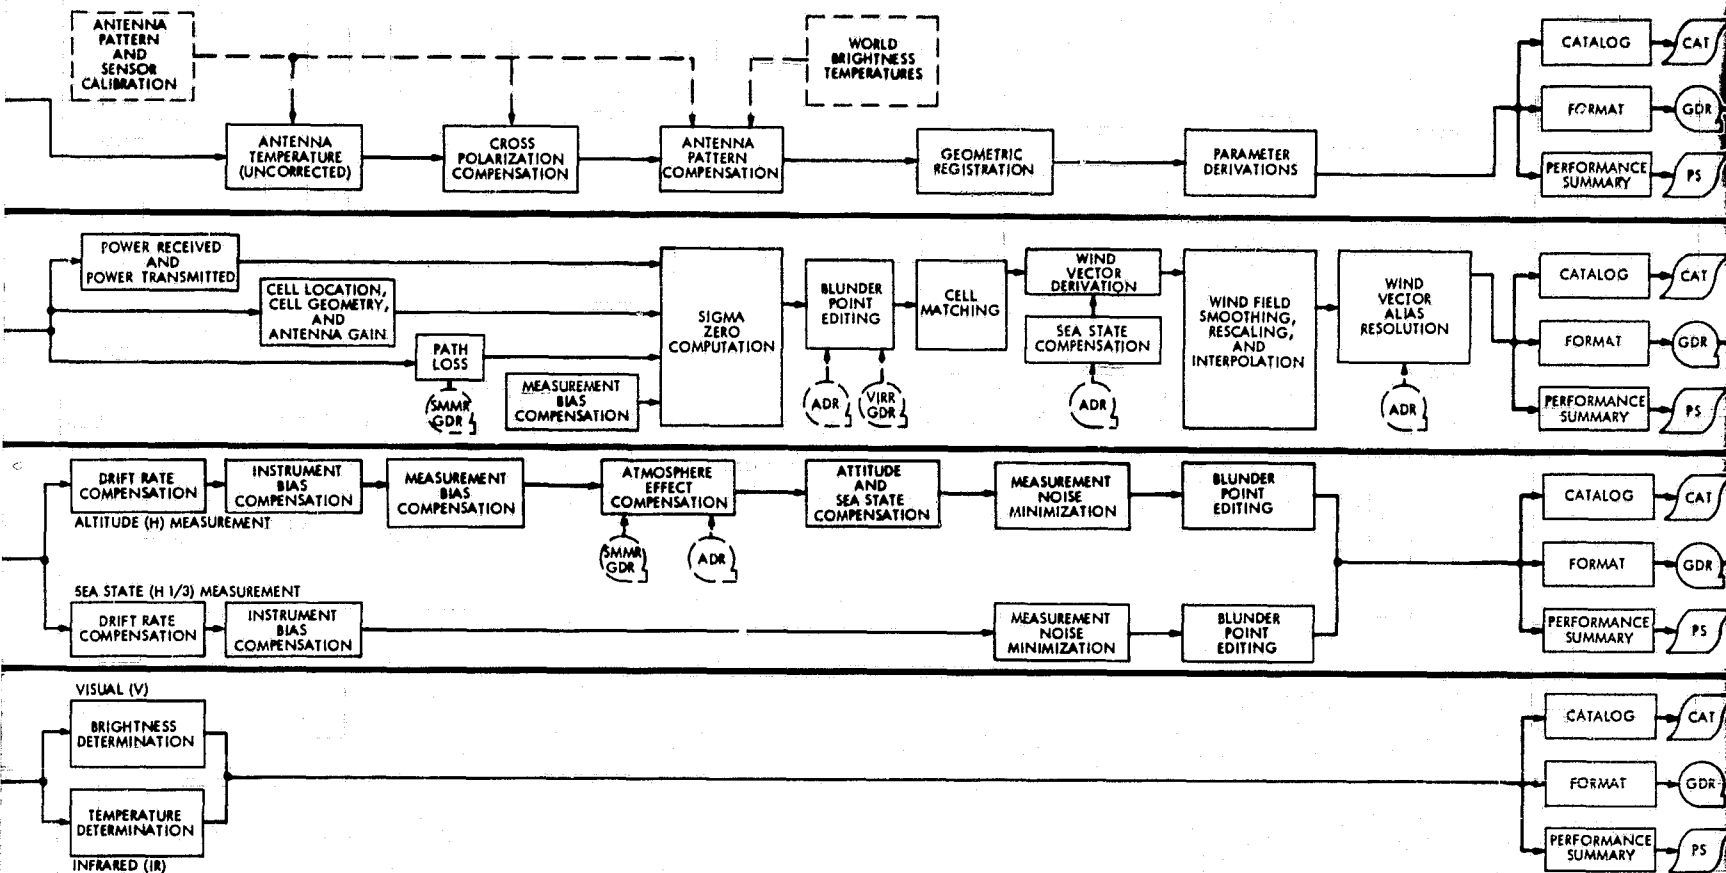 ANTENNA
PATTERN
AND
SENSOR
CALIBRATION
WORLD
BRIGHTNESS
TEMPERATURES
ANTENNA
TEMPERATURE
(UNCORRECTED)
CROSS
POLARIZATION
COMPENSATION
ANTENNA
PATTERN
COMPENSATION
GEOMETRIC
REGISTRATION
PARAMETER
DERIVATIONS
CATALOG
CAT
FORMAT
GDR
PERFORMANCE
SUMMARY
PS
POWER RECEIVED
AND
POWER TRANSMITTED
CELL LOCATION,
CELL GEOMETRY,
AND
ANTENNA GAIN
PATH
LOSS
SMMR
GDR
MEASUREMENT
BIAS
COMPENSATION
SIGMA
ZERO
COMPUTATION
BLUNDER
POINT
EDITING
ADR
VIRR
GDR
CELL
MATCHING
WIND
VECTOR
DERIVATION
SEA STATE
COMPENSATION
ADR
WIND FIELD
SMOOTHING,
RESCALING,
AND
INTERPOLATION
WIND
VECTOR
ALIAS
RESOLUTION
ADR
CATALOG
CAT
FORMAT
GDR
PERFORMANCE
SUMMARY
PS
DRIFT RATE
COMPENSATION
ALTITUDE (H) MEASUREMENT
INSTRUMENT
BIAS
COMPENSATION
MEASUREMENT
BIAS
COMPENSATION
ATMOSPHERE
EFFECT
COMPENSATION
SMMR
GDR
ADR
ATTITUDE
AND
SEA STATE
COMPENSATION
MEASUREMENT
NOISE
MINIMIZATION
BLUNDER
POINT
EDITING
SEA STATE (H 1/3) MEASUREMENT
DRIFT RATE
COMPENSATION
INSTRUMENT
BIAS
COMPENSATION
MEASUREMENT
NOISE
MINIMIZATION
BLUNDER
POINT
EDITING
CATALOG
CAT
FORMAT
GDR
PERFORMANCE
SUMMARY
PS
VISUAL (V)
BRIGHTNESS
DETERMINATION
TEMPERATURE
DETERMINATION
INFRARED (IR)
CATALOG
CAT
FORMAT
GDR
PERFORMANCE
SUMMARY
PS